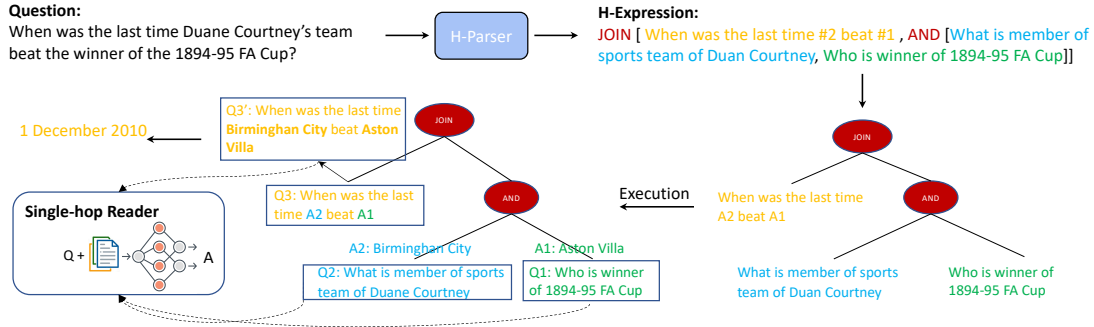 Question:
When was the last time Duane Courtney's team
beat the winner of the 1894-95 FA Cup?
H-Parser
H-Expression:
JOIN [ When was the last time #2 beat #1 , AND [What is member of
sports team of Duan Courtney, Who is winner of 1894-95 FA Cup]]
1 December 2010
Q3': When was the last time
Birminghan City beat Aston
Villa
JOIN
Q3: When was the last
time A2 beat A1
AND
A2: Birminghan City
Q2: What is member of sports
team of Duane Courtney
A1: Aston Villa
Q1: Who is winner
of 1894-95 FA Cup
Single-hop Reader
Q +
A
Execution
JOIN
When was the last time
A2 beat A1
AND
What is member of sports
team of Duan Courtney
Who is winner of
1894-95 FA Cup